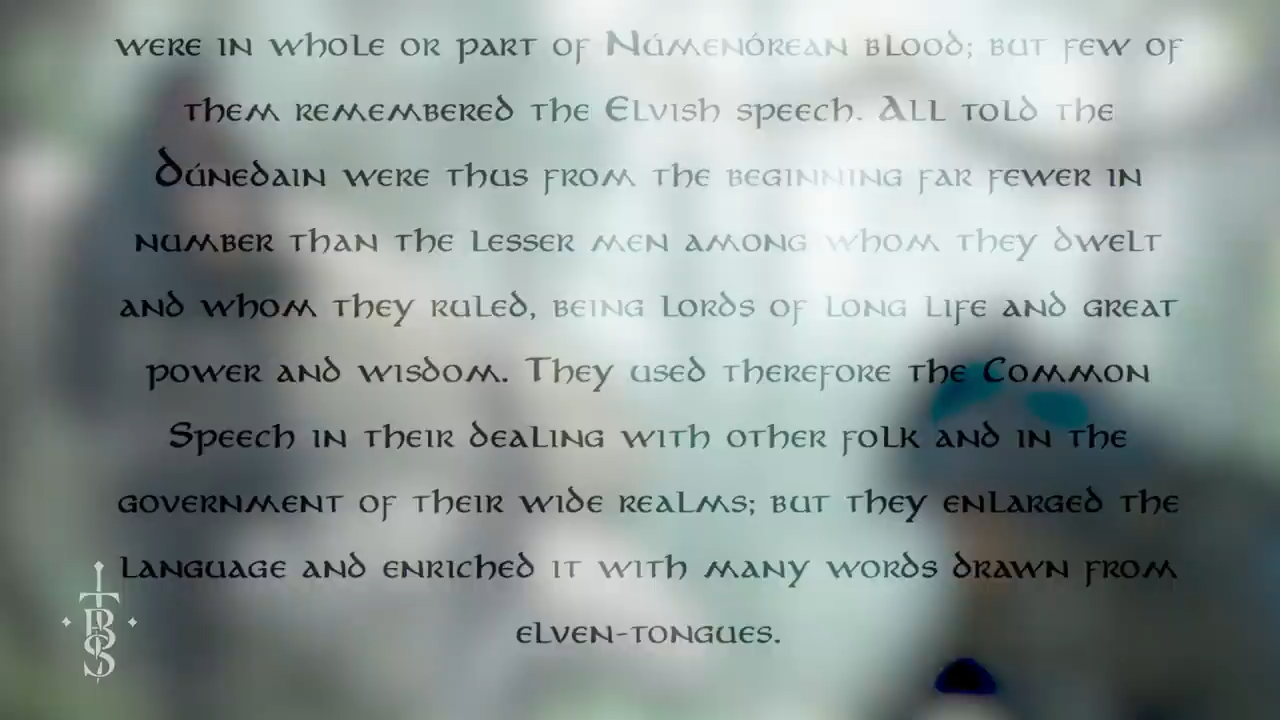 were in whole or part of Númenórean blood; but few of
them remembered the Elvish speech. All told the
Dúnedain were thus from the beginning far fewer in
number than the lesser men among whom they dwelt
and whom they ruled, being lords of long life and great
power and wisdom. They used therefore the Common
Speech in their dealing with other folk and in the
government of their wide realms; but they enlarged the
language and enriched it with many words drawn from
elven-tongues.
TBS